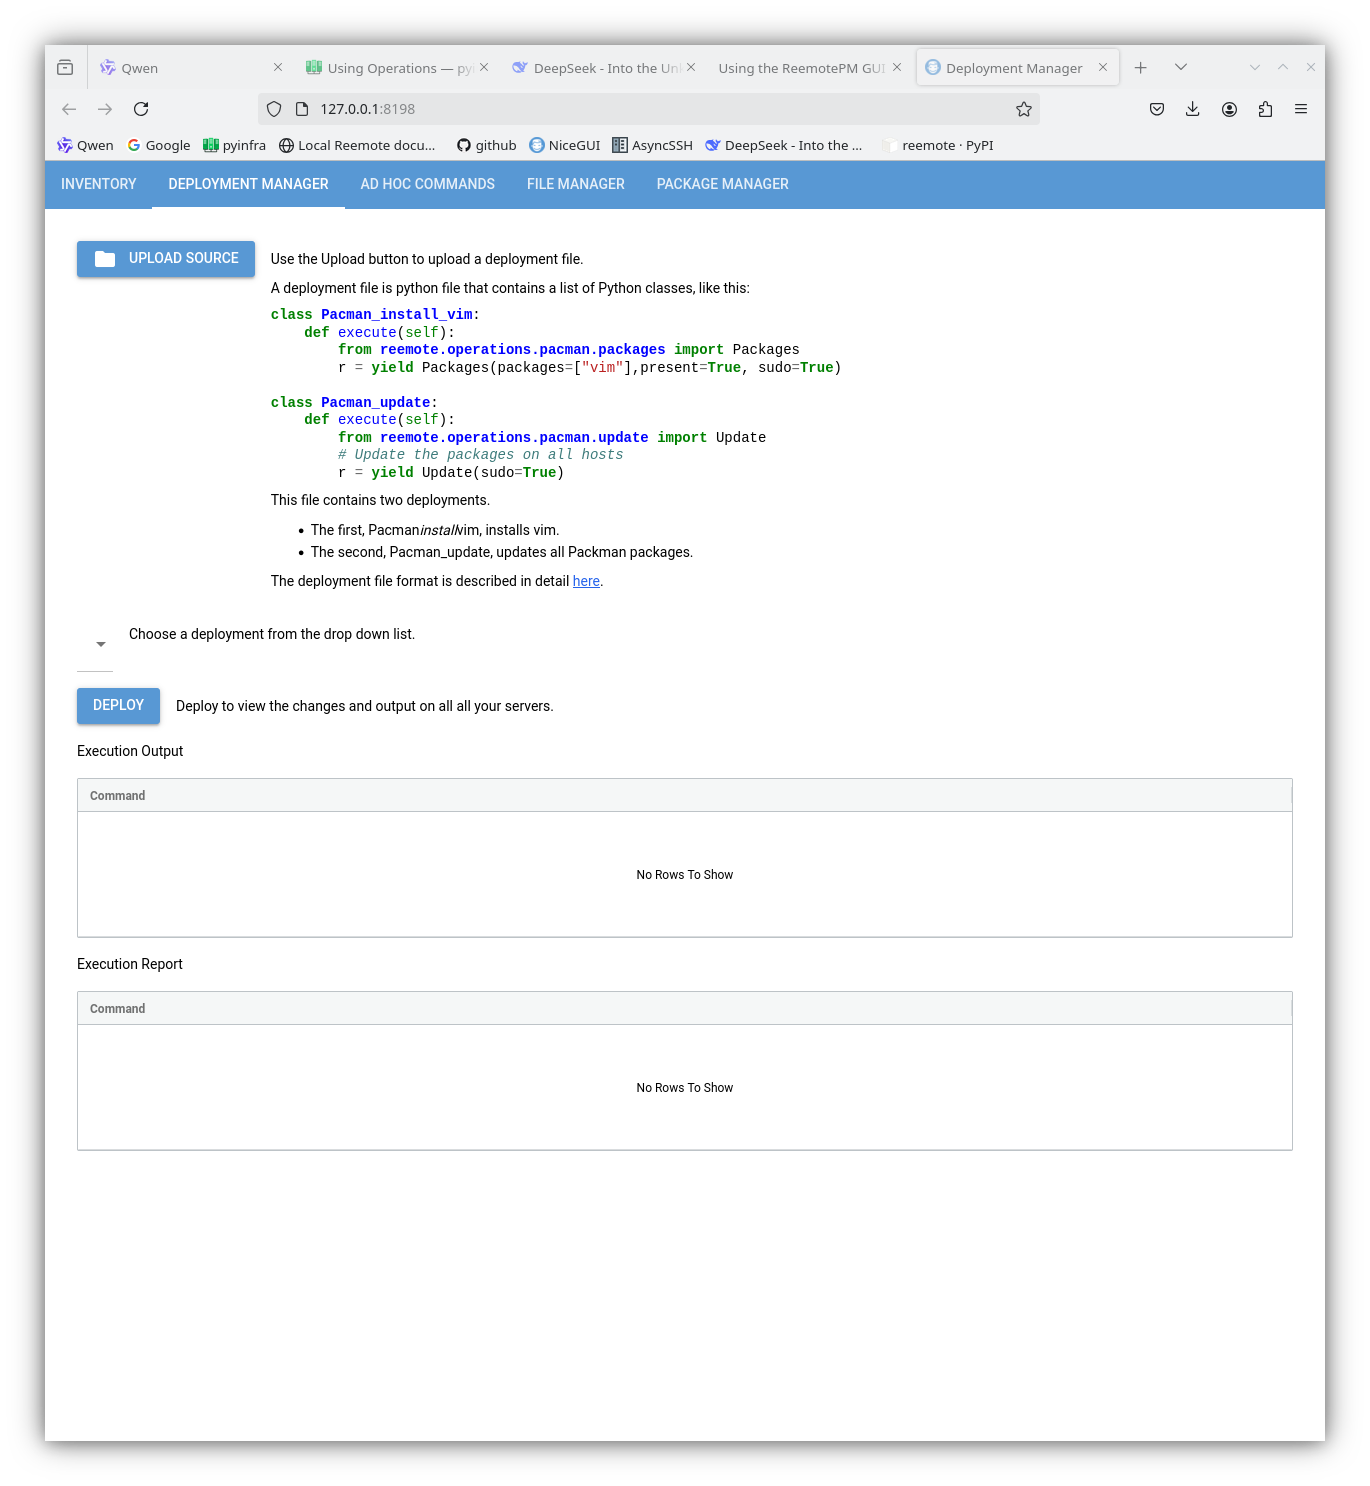 Qwen
Using Operations — pyi
DeepSeek - Into the Unk
Using the ReemotePM GUI
Deployment Manager
127.0.0.1:8198
Qwen
Google
pyinfra
Local Reemote docu...
github
NiceGUI
AsyncSSH
DeepSeek - Into the ...
reemote · PyPI
INVENTORY
DEPLOYMENT MANAGER
AD HOC COMMANDS
FILE MANAGER
PACKAGE MANAGER
UPLOAD SOURCE
Use the Upload button to upload a deployment file.
A deployment file is python file that contains a list of Python classes, like this:
class Pacman_install_vim:
    def execute(self):
        from reemote.operations.pacman.packages import Packages
        r = yield Packages(packages=["vim"],present=True, sudo=True)

class Pacman_update:
    def execute(self):
        from reemote.operations.pacman.update import Update
        # Update the packages on all hosts
        r = yield Update(sudo=True)
This file contains two deployments.
• The first, Pacmaninstallvim, installs vim.
• The second, Pacman_update, updates all Packman packages.
The deployment file format is described in detail here.
Choose a deployment from the drop down list.
DEPLOY
Deploy to view the changes and output on all all your servers.
Execution Output
Command
No Rows To Show
Execution Report
Command
No Rows To Show